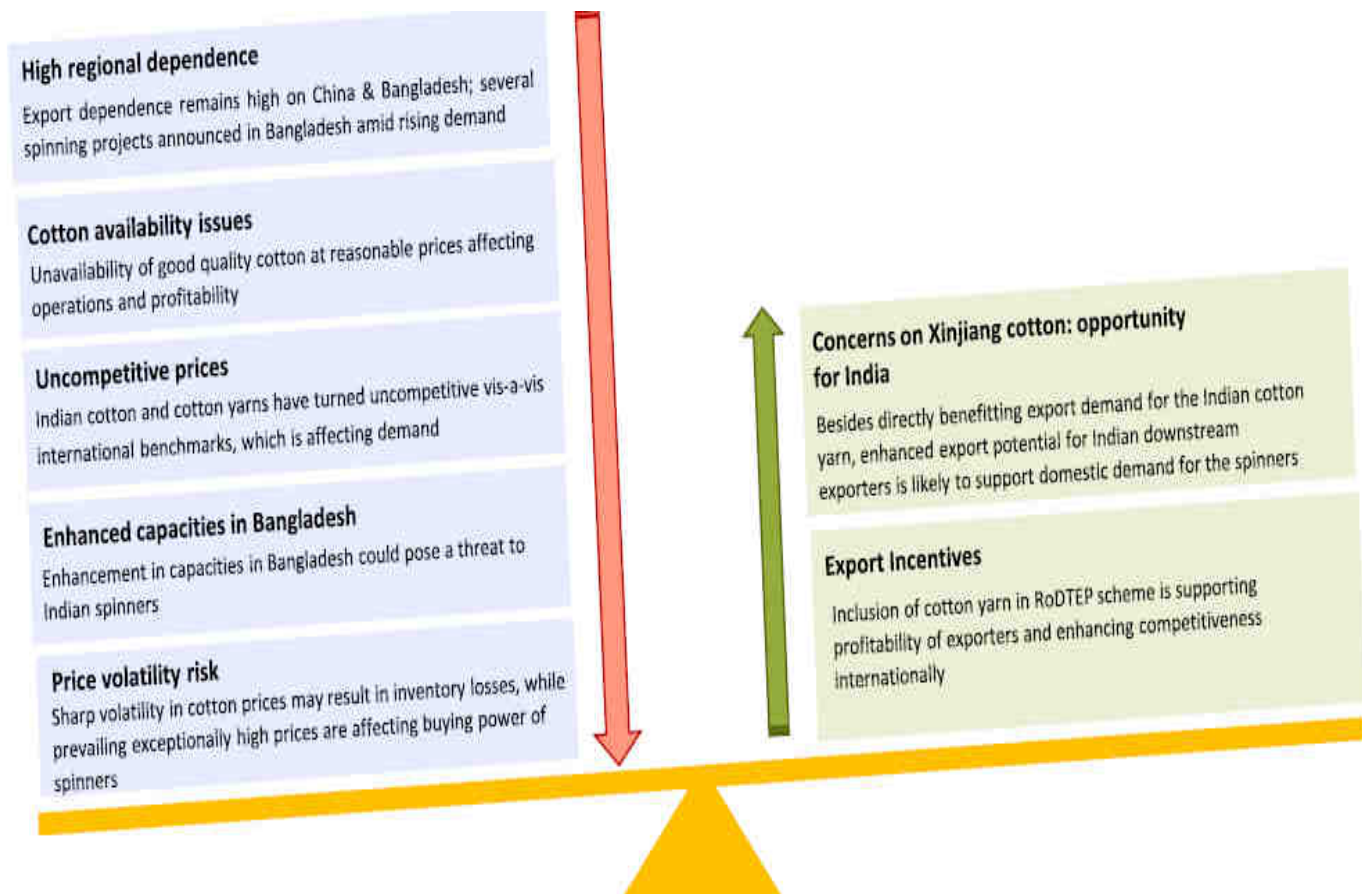 High regional dependence
Export dependence remains high on China & Bangladesh; several
spinning projects announced in Bangladesh amid rising demand
Cotton availability issues
Unavailability of good quality cotton at reasonable prices affecting
operations and profitability
Uncompetitive prices
Indian cotton and cotton yarns have turned uncompetitive vis-a-vis
international benchmarks, which is affecting demand
Enhanced capacities in Bangladesh
Enhancement in capacities in Bangladesh could pose a threat to
Indian spinners
Price volatility risk
Sharp volatility in cotton prices may result in inventory losses, while
prevailing exceptionally high prices are affecting buying power of
spinners
Concerns on Xinjiang cotton: opportunity
for India
Besides directly benefitting export demand for the Indian cotton
yarn, enhanced export potential for Indian downstream
exporters is likely to support domestic demand for the spinners
Export Incentives
Inclusion of cotton yarn in RoDTEP scheme is supporting
profitability of exporters and enhancing competitiveness
internationally